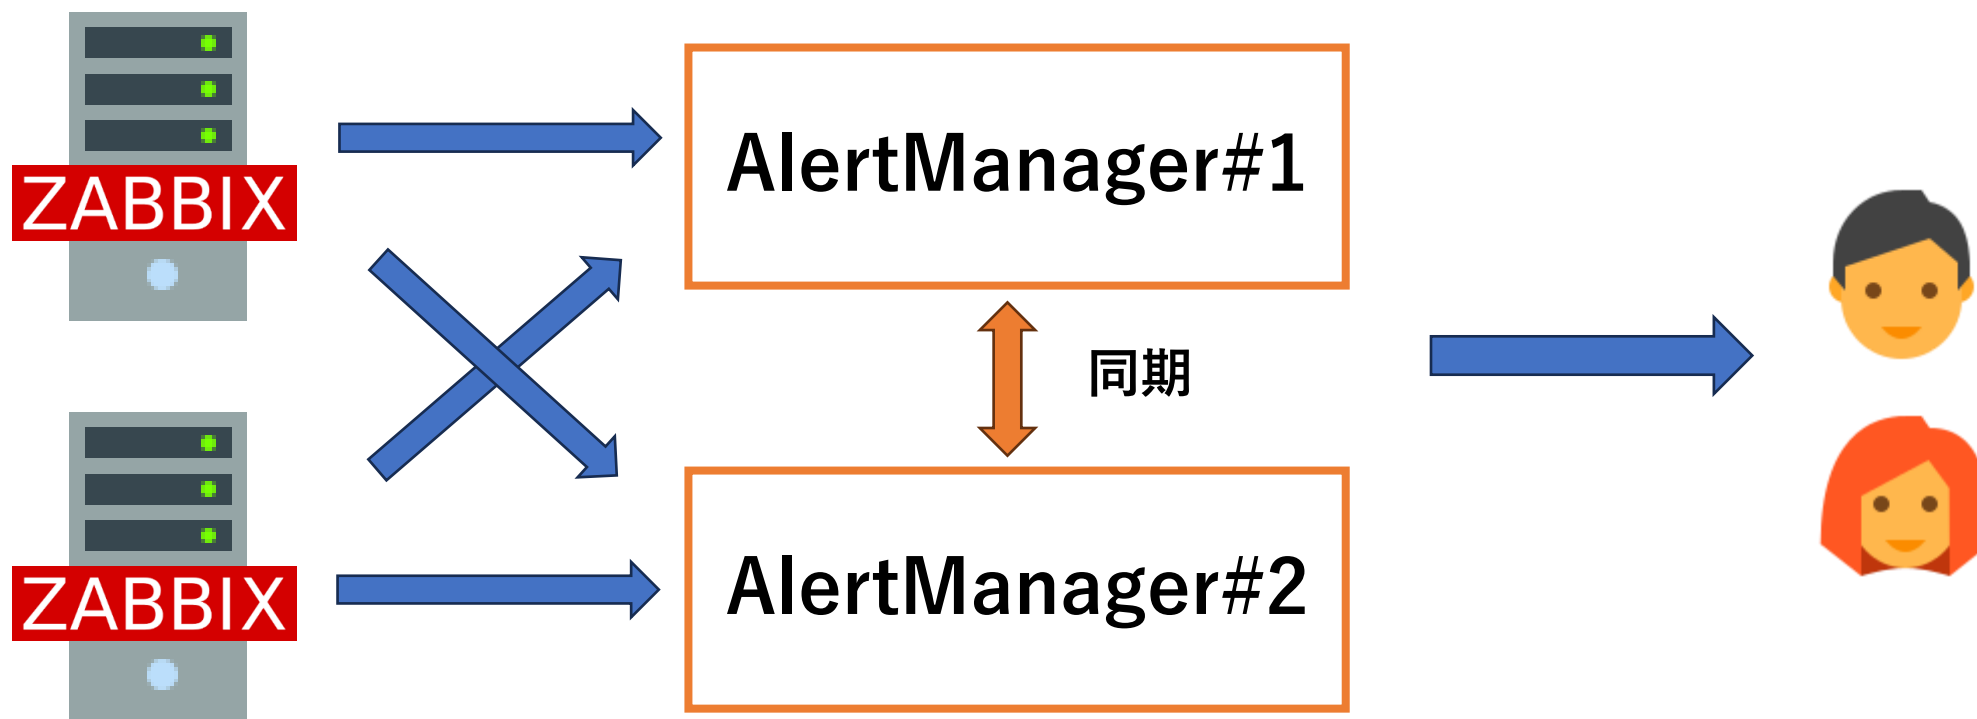 ZABBIX
AlertManager#1
同期
ZABBIX
AlertManager#2